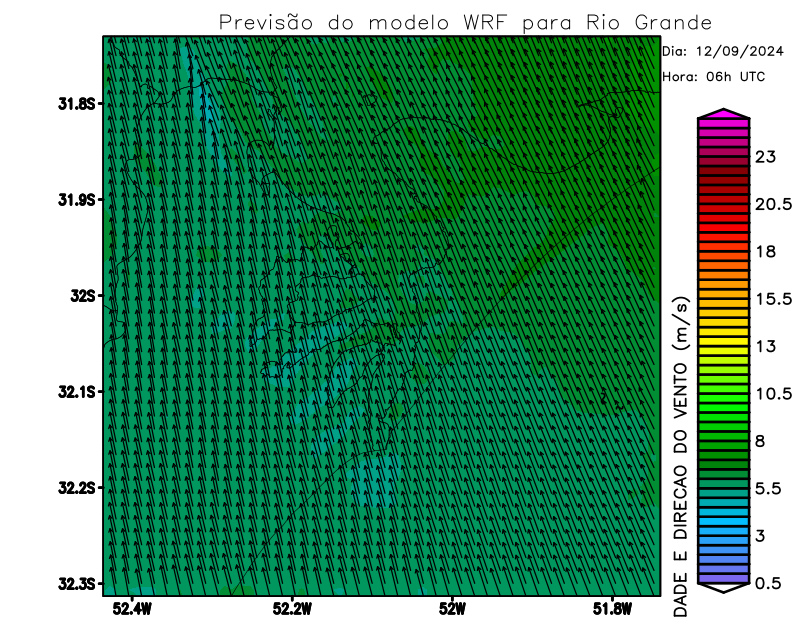 Previsão do modelo WRF para Rio Grande
Dia: 12/09/2024
Hora: 06h UTC
31.8S
31.9S
32S
32.1S
32.2S
32.3S
52.4W
52.2W
52W
51.8W
23
20.5
18
15.5
13
10.5
8
5.5
3
0.5
DADE E DIRECAO DO VENTO (m/s)